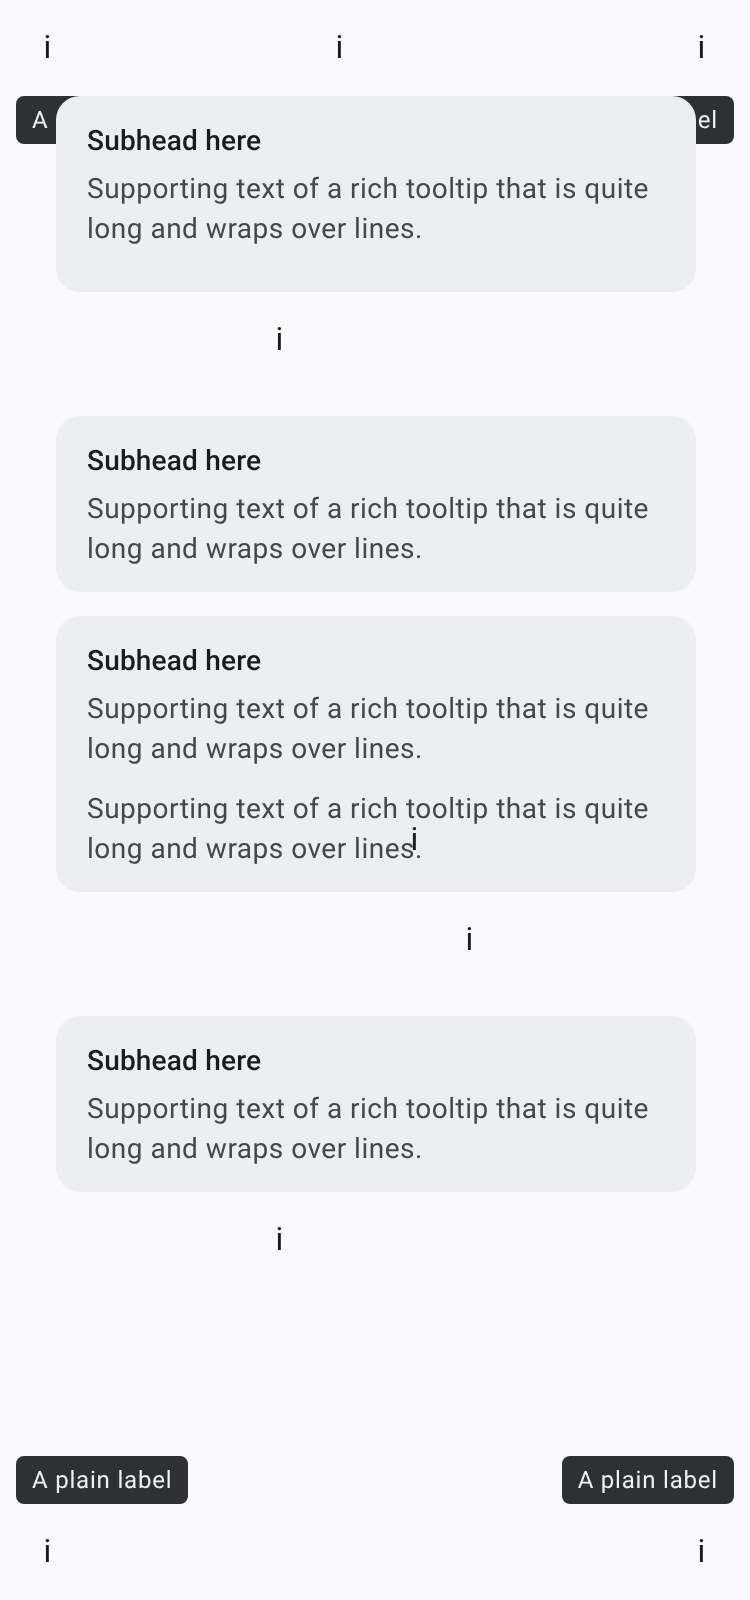 i i i
A el
Subhead here
Supporting text of a rich tooltip that is quite
long and wraps over lines.
i
Subhead here
Supporting text of a rich tooltip that is quite
long and wraps over lines.
Subhead here
Supporting text of a rich tooltip that is quite
long and wraps over lines.
Supporting text of a rich tooltip that is quite
i
long and wraps over lines.
i
Subhead here
Supporting text of a rich tooltip that is quite
long and wraps over lines.
i
A plain label A plain label
i i